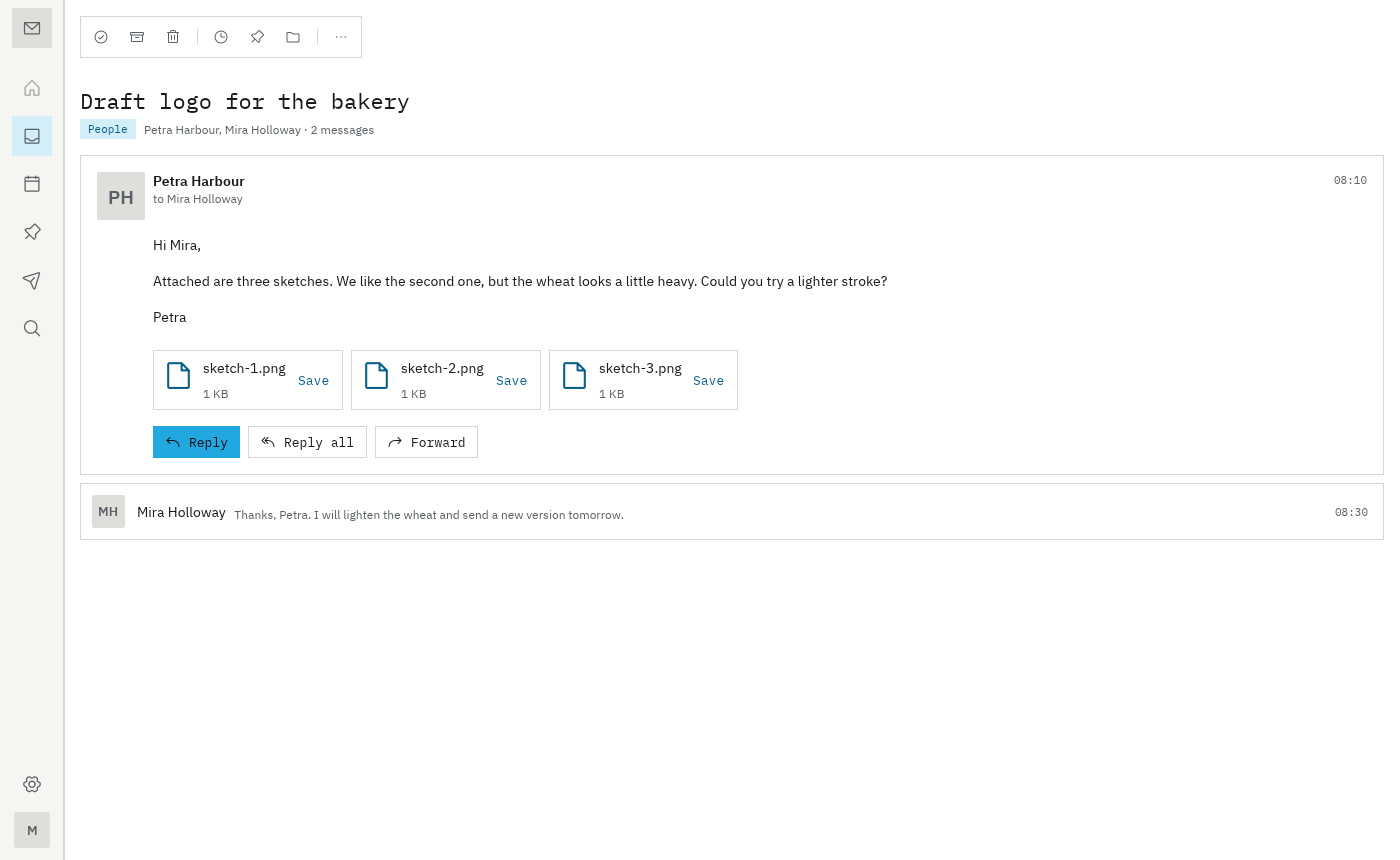 Draft logo for the bakery
People Petra Harbour, Mira Holloway · 2 messages
PH Petra Harbour 08:10
to Mira Holloway
Hi Mira,
Attached are three sketches. We like the second one, but the wheat looks a little heavy. Could you try a lighter stroke?
Petra
sketch-1.png 1 KB Save
sketch-2.png 1 KB Save
sketch-3.png 1 KB Save
Reply Reply all Forward
MH Mira Holloway Thanks, Petra. I will lighten the wheat and send a new version tomorrow. 08:30
M